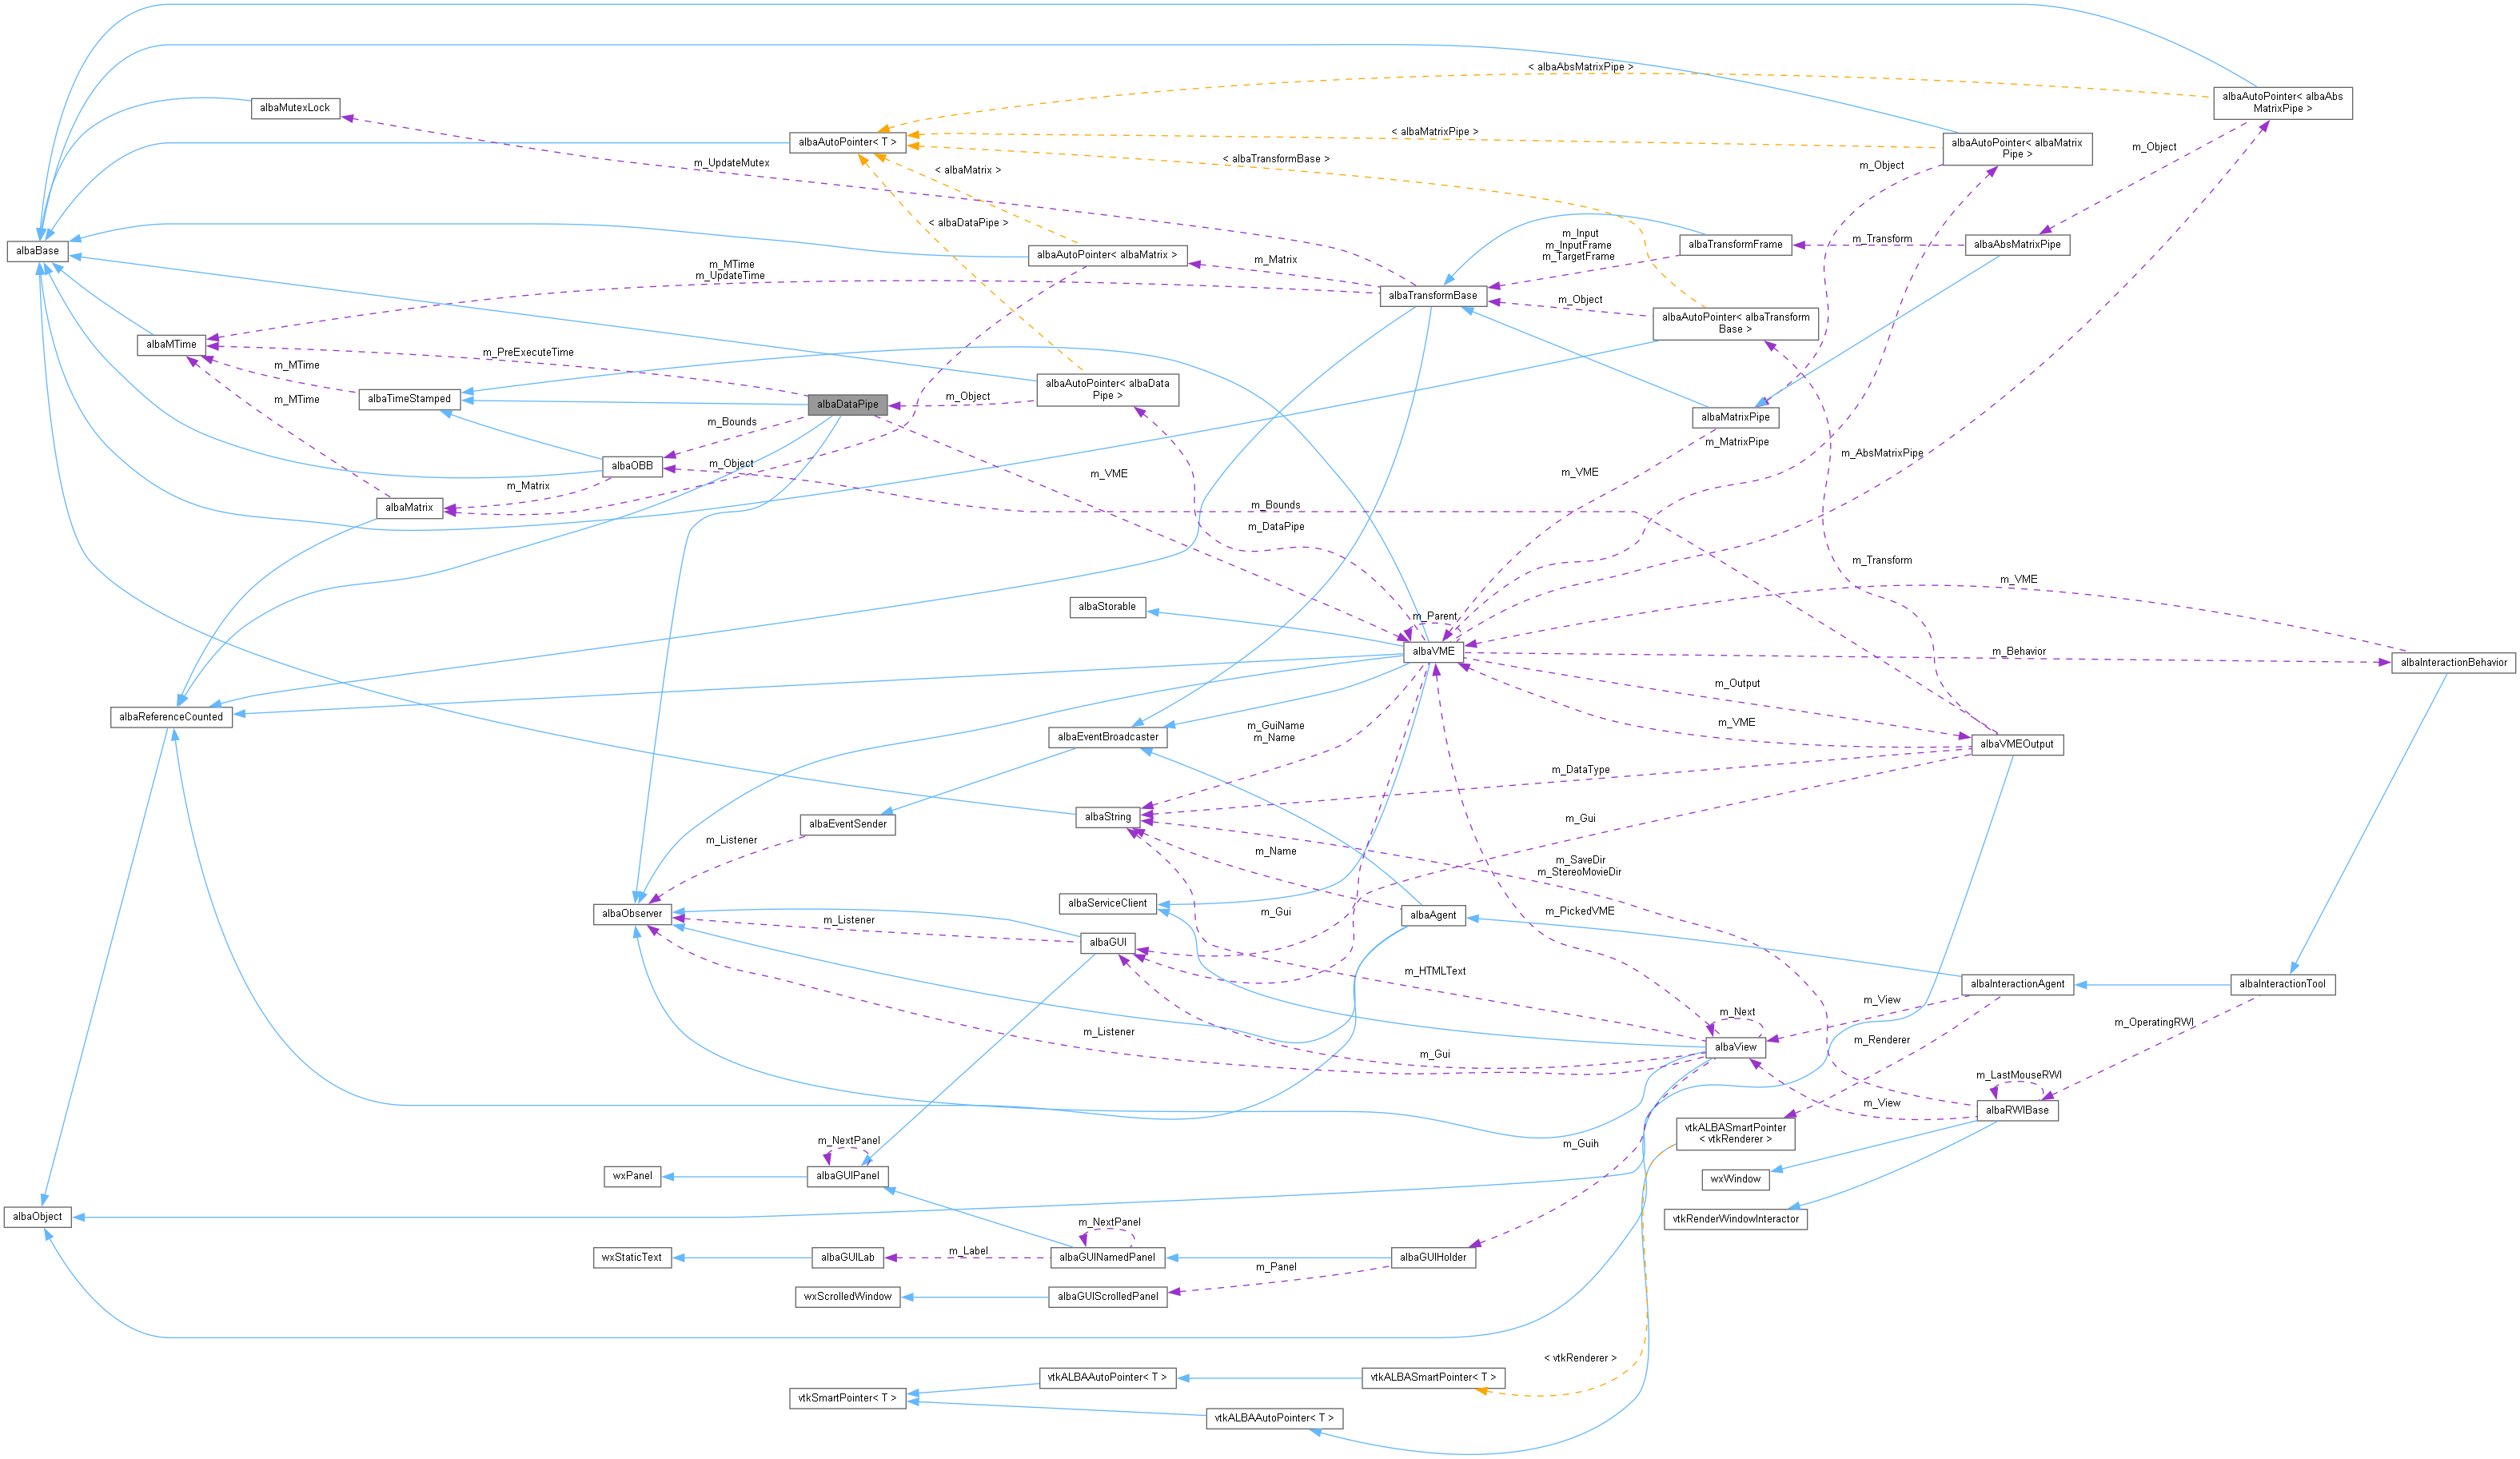 < albaAbsMatrixPipe >
albaAutoPointer< albaAbs
MatrixPipe >
albaMutexLock
albaAutoPointer< T >
< albaMatrixPipe >
albaAutoPointer< albaMatrix
Pipe >
m_Object
m_UpdateMutex
< albaMatrix >
< albaTransformBase >
m_Object
< albaDataPipe >
albaBase
albaAutoPointer< albaMatrix >
m_Matrix
m_Input
m_InputFrame
m_TargetFrame
albaTransformFrame
m_Transform
albaAbsMatrixPipe
m_MTime
m_UpdateTime
albaTransformBase
m_Object
albaAutoPointer< albaTransform
Base >
albaMTime
m_PreExecuteTime
m_MTime
albaTimeStamped
albaDataPipe
m_Object
albaAutoPointer< albaData
Pipe >
albaMatrixPipe
m_MTime
m_Bounds
m_MatrixPipe
m_AbsMatrixPipe
albaOBB
m_Object
m_VME
m_VME
m_Matrix
albaMatrix
m_Bounds
m_DataPipe
m_Transform
m_VME
albaStorable
m_Parent
albaVME
m_Behavior
albaInteractionBehavior
m_Output
albaReferenceCounted
m_GuiName
m_Name
m_VME
albaEventBroadcaster
albaVMEOutput
m_DataType
albaString
albaEventSender
m_Gui
m_Listener
m_Name
m_SaveDir
m_StereoMovieDir
albaServiceClient
albaObserver
m_Listener
m_Gui
albaAgent
m_PickedVME
albaGUI
m_HTMLText
albaInteractionAgent
albaInteractionTool
m_View
m_Next
m_OperatingRWI
m_Listener
m_Gui
albaView
m_Renderer
m_LastMouseRWI
m_View
albaRWIBase
vtkALBASmartPointer
< vtkRenderer >
m_NextPanel
m_Guih
wxPanel
albaGUIPanel
wxWindow
albaObject
vtkRenderWindowInteractor
m_NextPanel
wxStaticText
albaGUILab
m_Label
albaGUINamedPanel
albaGUIHolder
m_Panel
wxScrolledWindow
albaGUIScrolledPanel
< vtkRenderer >
vtkSmartPointer< T >
vtkALBAAutoPointer< T >
vtkALBASmartPointer< T >
vtkALBAAutoPointer< T >